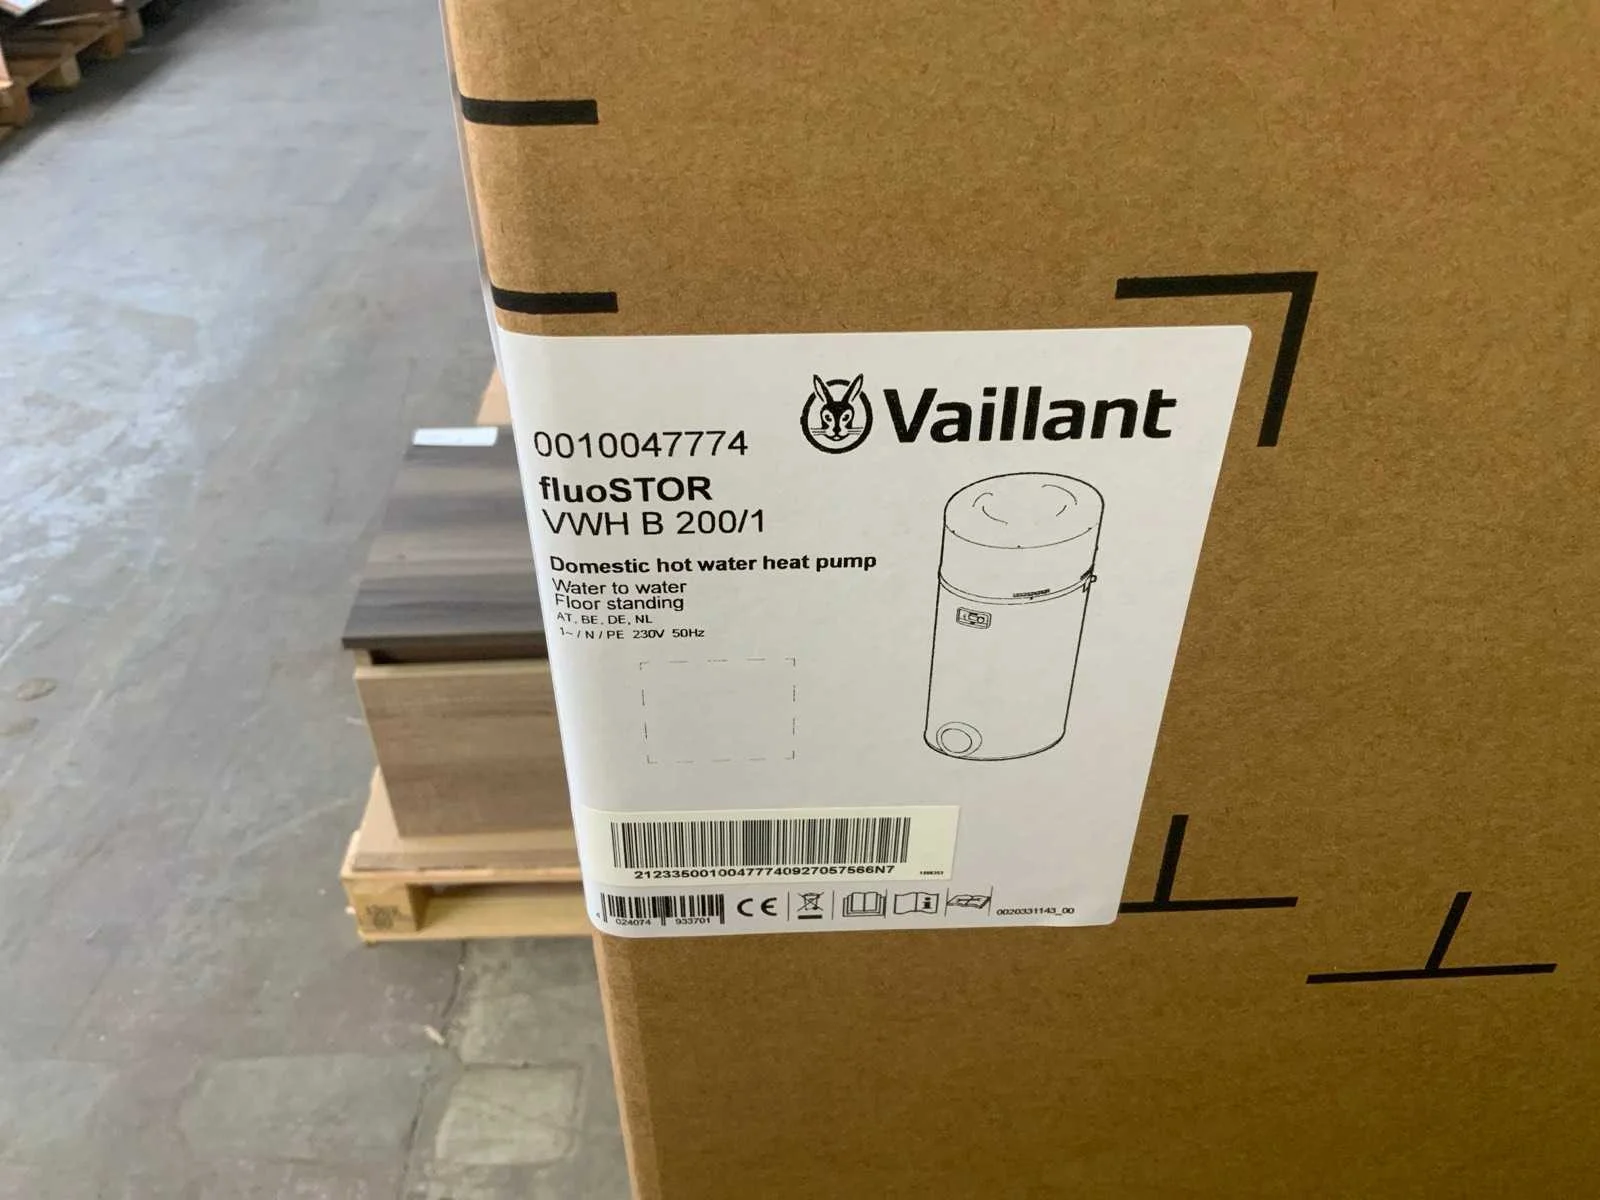 Vaillant
0010047774
fluoSTOR
VWH B 200/1
Domestic hot water heat pump
Water to water
Floor standing
AT, BE, DE, NL
1~ / N / PE 230V 50Hz
21233500100477740927057566N7
4 024074 933701
CE
0020331143_00